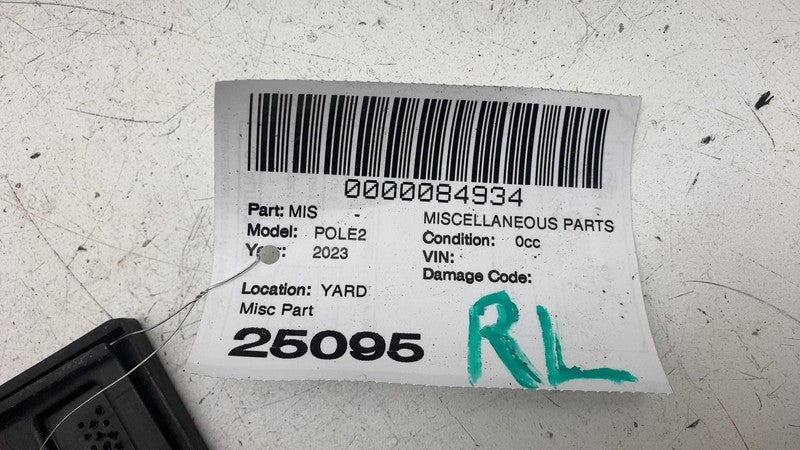 0000084934
Part: MIS - MISCELLANEOUS PARTS
Model: POLE2 Condition: 0cc
Year: 2023 VIN:
Damage Code:
Location: YARD
Misc Part
25095 RL